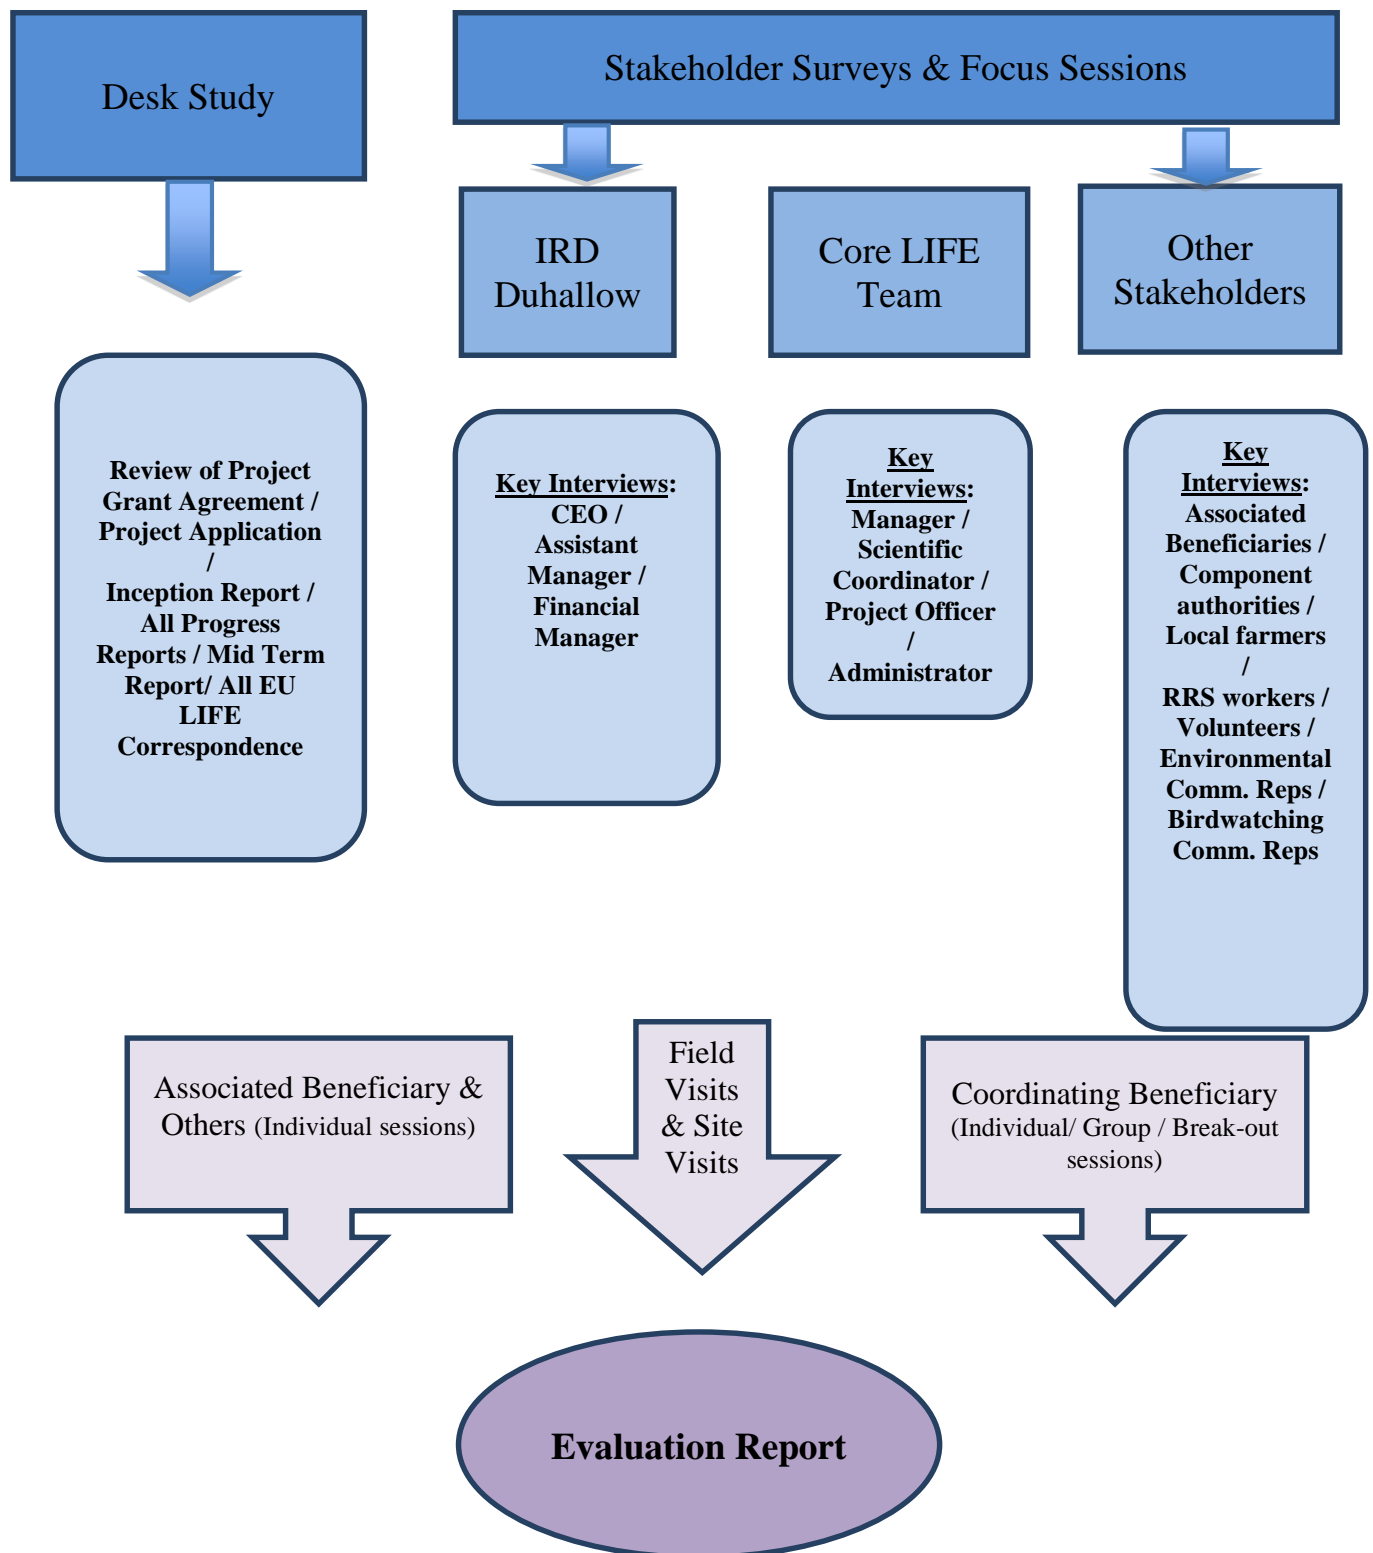 Desk Study
Stakeholder Surveys & Focus Sessions
IRD
Duhallow
Core LIFE
Team
Other
Stakeholders
Review of Project
Grant Agreement /
Project Application
/
Inception Report /
All Progress
Reports / Mid Term
Report/ All EU
LIFE
Correspondence
Key Interviews:
CEO /
Assistant
Manager /
Financial
Manager
Key
Interviews:
Manager /
Scientific
Coordinator /
Project Officer
/
Administrator
Key
Interviews:
Associated
Beneficiaries /
Component
authorities /
Local farmers
/
RRS workers /
Volunteers /
Environmental
Comm. Reps /
Birdwatching
Comm. Reps
Associated Beneficiary &
Others (Individual sessions)
Field
Visits
& Site
Visits
Coordinating Beneficiary
(Individual/ Group / Break-out
sessions)
Evaluation Report